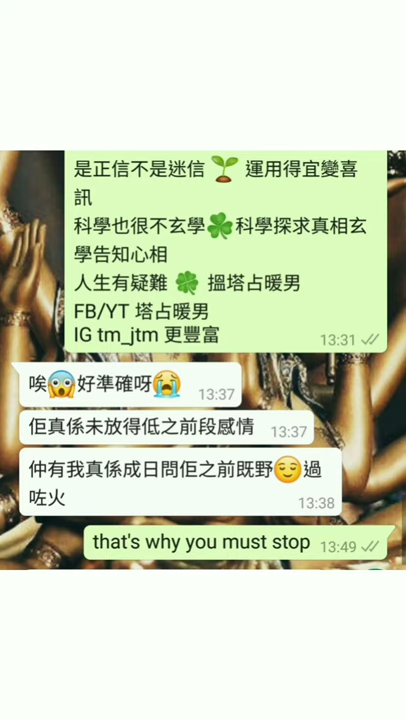 是正信不是迷信🌱 運用得宜變喜
訊
科學也很不玄學🍀科學探求真相玄
學告知心相
人生有疑難 🍀 搵塔占暖男
FB/YT 塔占暖男
IG tm_jtm 更豐富
13:31
唉😱好準確呀😭 13:37
佢真係未放得低之前段感情 13:37
仲有我真係成日問佢之前既野😌過
咗火
13:38
that's why you must stop 13:49